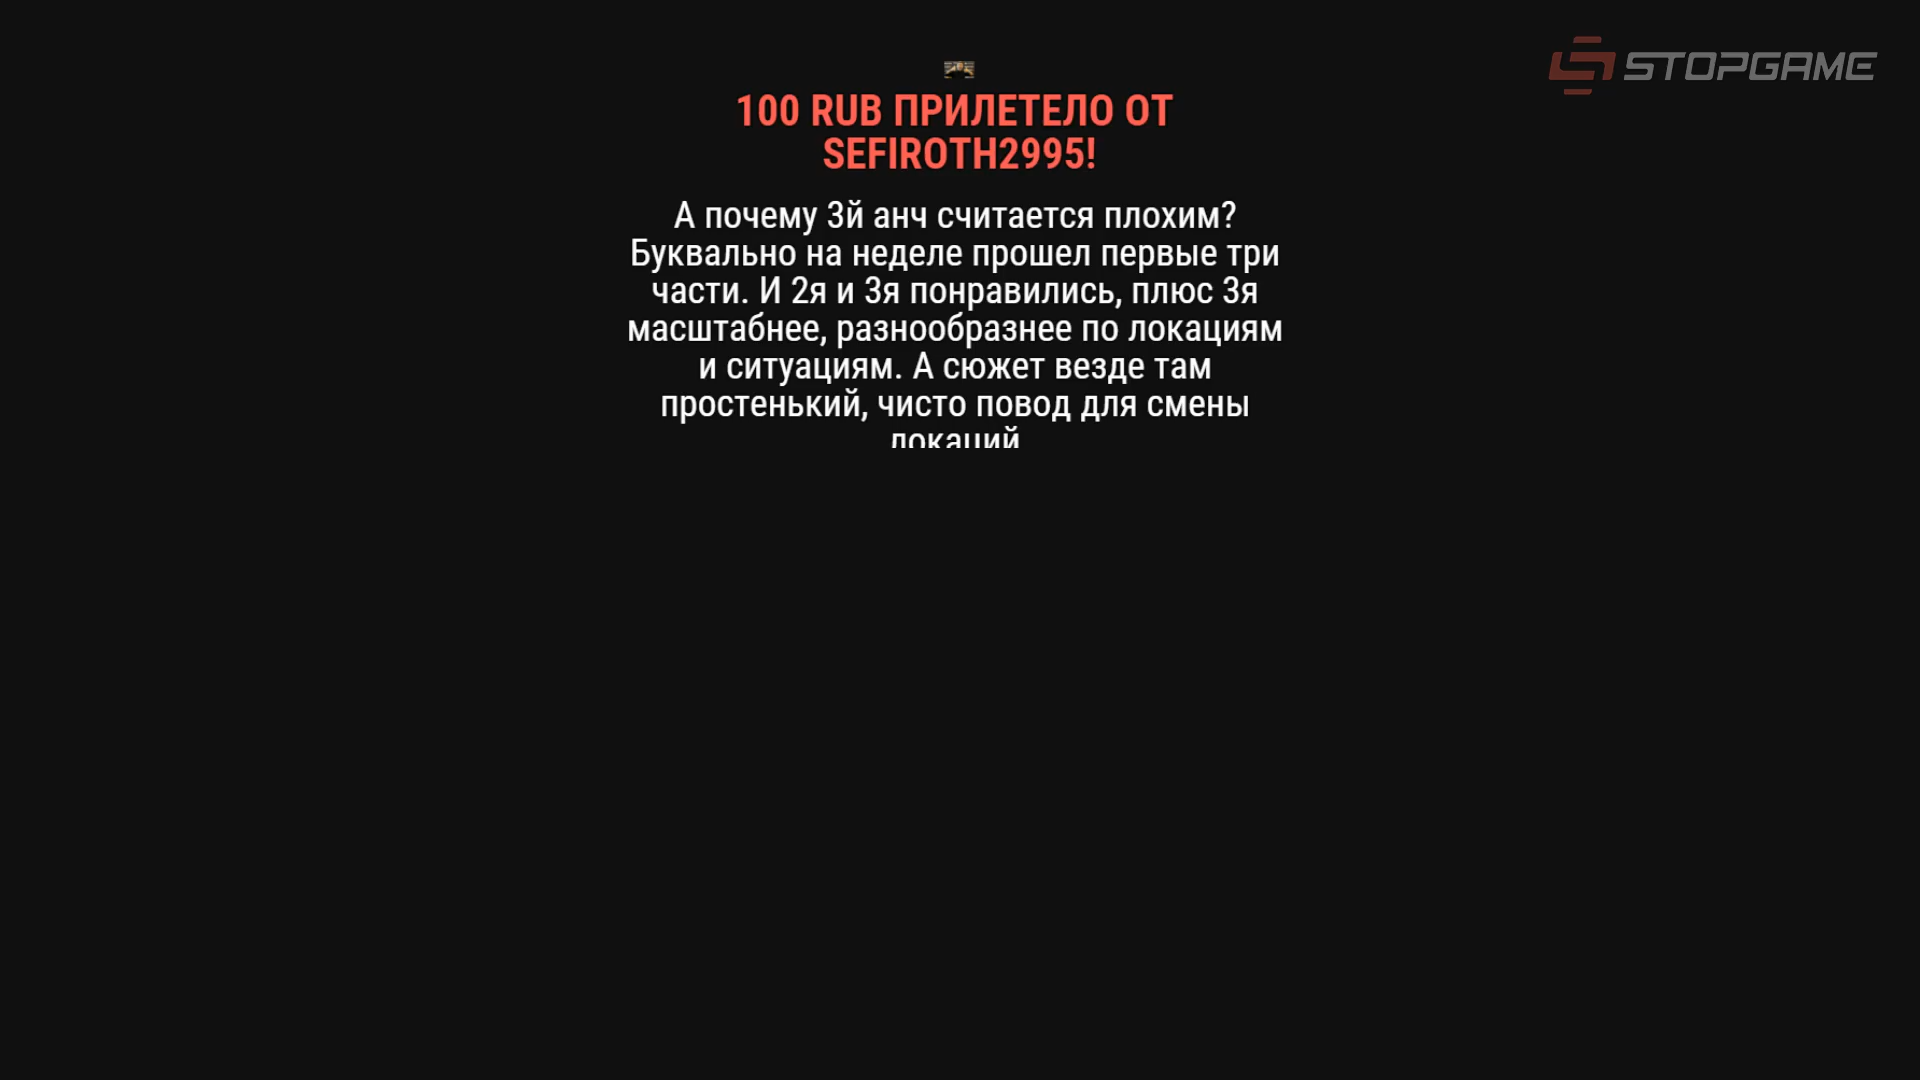 STOPGAME
100 RUB ПРИЛЕТЕЛО ОТ
SEFIROTH2995!
А почему 3й анч считается плохим?
Буквально на неделе прошел первые три
части. И 2я и 3я понравились, плюс 3я
масштабнее, разнообразнее по локациям
и ситуациям. А сюжет везде там
простенький, чисто повод для смены
локаций